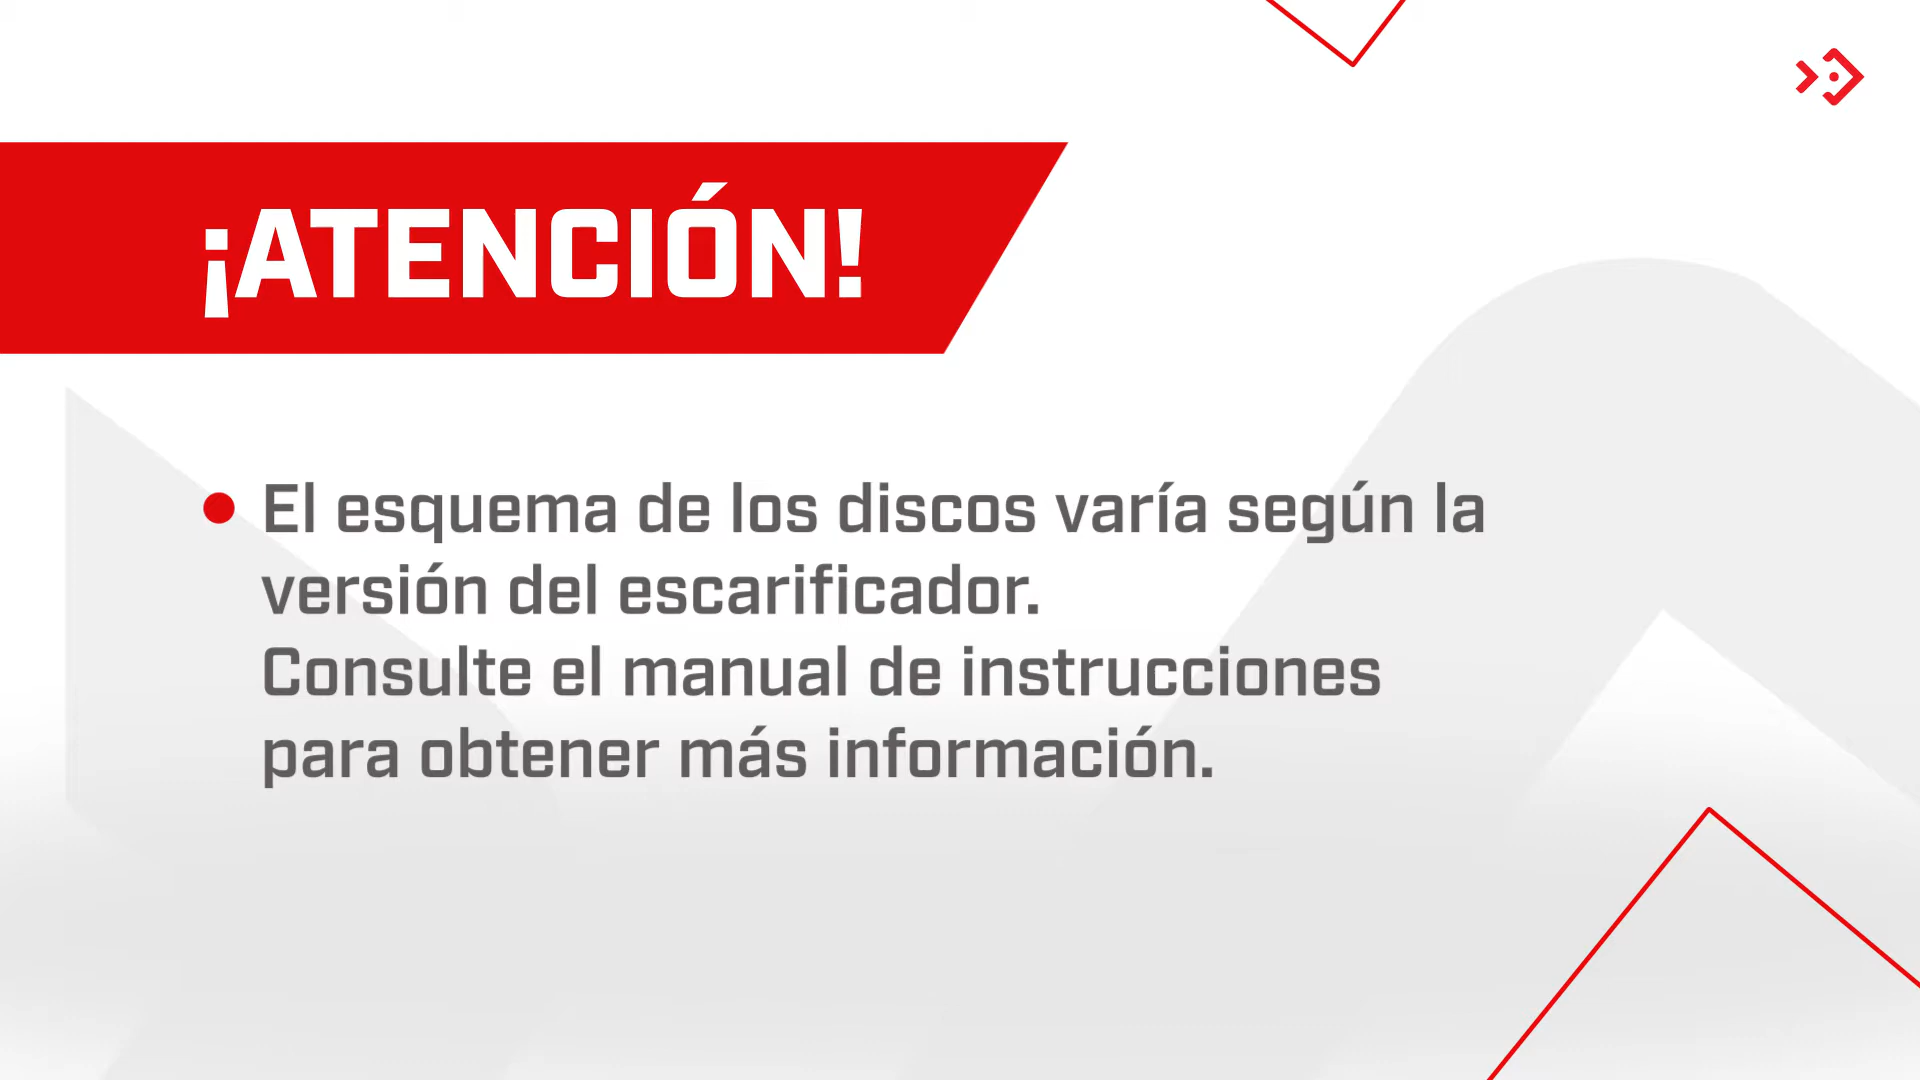 ¡ATENCIÓN!
El esquema de los discos varía según la
versión del escarificador.
Consulte el manual de instrucciones
para obtener más información.